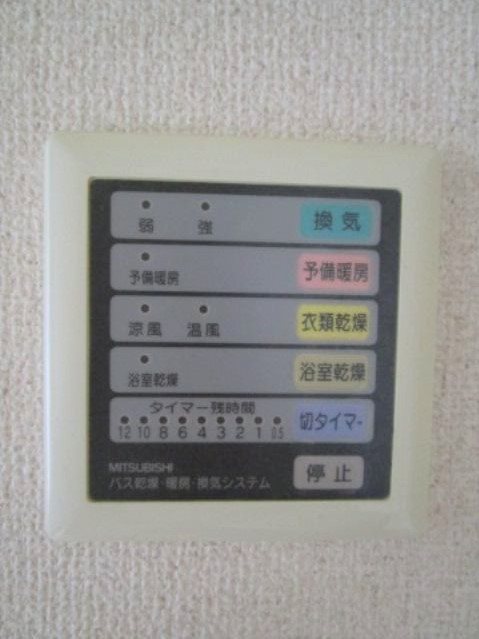 換気
弱 強
予備暖房
予備暖房
衣類乾燥
涼風 温風
浴室乾燥
浴室乾燥
タイマー残時間
切タイマー
12 10 8 6 4 3 2 1 0.5
MITSUBISHI
バス乾燥・暖房・換気システム
停止